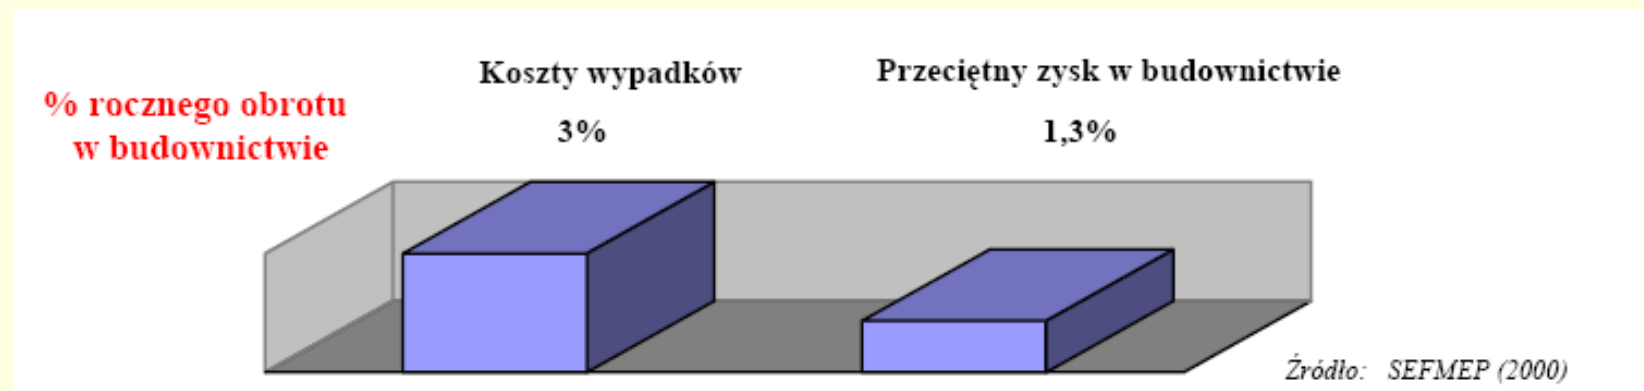 % rocznego obrotu
w budownictwie
Koszty wypadków
3%
Przeciętny zysk w budownictwie
1,3%
Źródło: SEFMEP (2000)